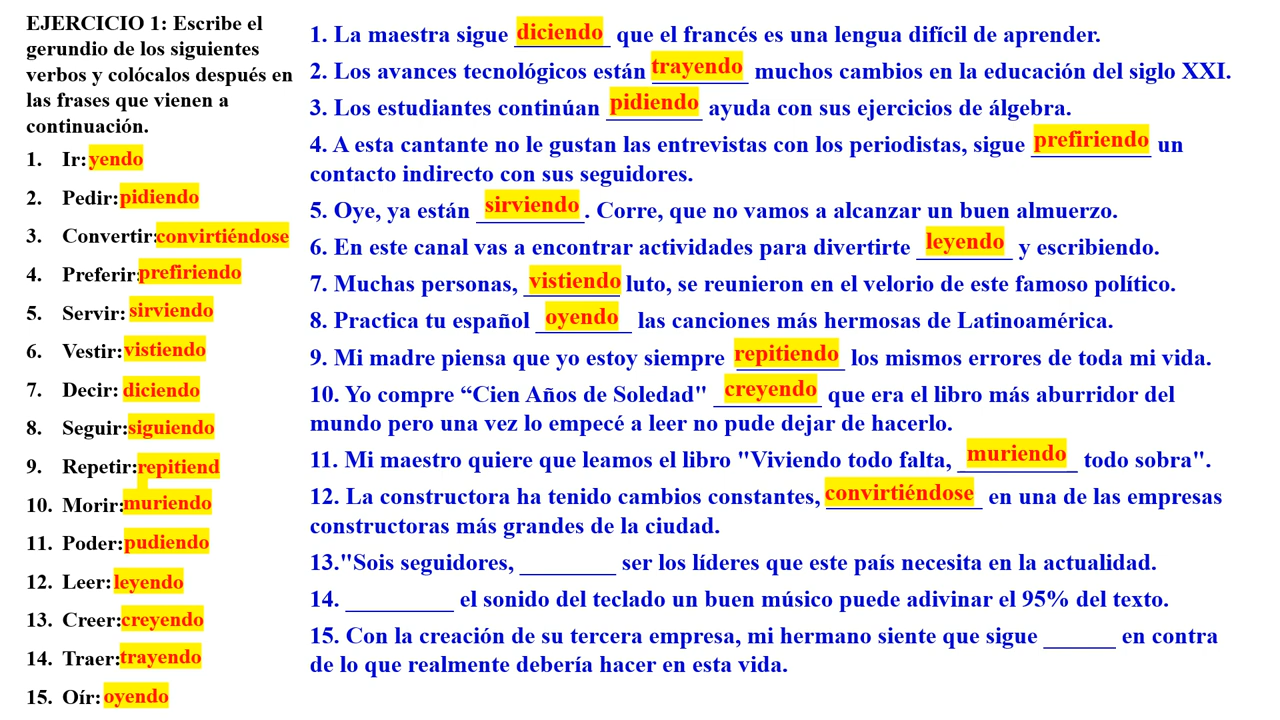 EJERCICIO 1: Escribe el
gerundio de los siguientes
verbos y colócalos después en
las frases que vienen a
continuación.
1. Ir: yendo
2. Pedir: pidiendo
3. Convertir: convirtiéndose
4. Preferir: prefiriendo
5. Servir: sirviendo
6. Vestir: vistiendo
7. Decir: diciendo
8. Seguir: siguiendo
9. Repetir: repitiend
10. Morir: muriendo
11. Poder: pudiendo
12. Leer: leyendo
13. Creer: creyendo
14. Traer: trayendo
15. Oír: oyendo
1. La maestra sigue diciendo que el francés es una lengua difícil de aprender.
2. Los avances tecnológicos están trayendo muchos cambios en la educación del siglo XXI.
3. Los estudiantes continúan pidiendo ayuda con sus ejercicios de álgebra.
4. A esta cantante no le gustan las entrevistas con los periodistas, sigue prefiriendo un
contacto indirecto con sus seguidores.
5. Oye, ya están sirviendo. Corre, que no vamos a alcanzar un buen almuerzo.
6. En este canal vas a encontrar actividades para divertirte leyendo y escribiendo.
7. Muchas personas, vistiendo luto, se reunieron en el velorio de este famoso político.
8. Practica tu español oyendo las canciones más hermosas de Latinoamérica.
9. Mi madre piensa que yo estoy siempre repitiendo los mismos errores de toda mi vida.
10. Yo compre “Cien Años de Soledad" creyendo que era el libro más aburridor del
mundo pero una vez lo empecé a leer no pude dejar de hacerlo.
11. Mi maestro quiere que leamos el libro "Viviendo todo falta, muriendo todo sobra".
12. La constructora ha tenido cambios constantes, convirtiéndose en una de las empresas
constructoras más grandes de la ciudad.
13."Sois seguidores, ________ ser los líderes que este país necesita en la actualidad.
14. _________ el sonido del teclado un buen músico puede adivinar el 95% del texto.
15. Con la creación de su tercera empresa, mi hermano siente que sigue ______ en contra
de lo que realmente debería hacer en esta vida.